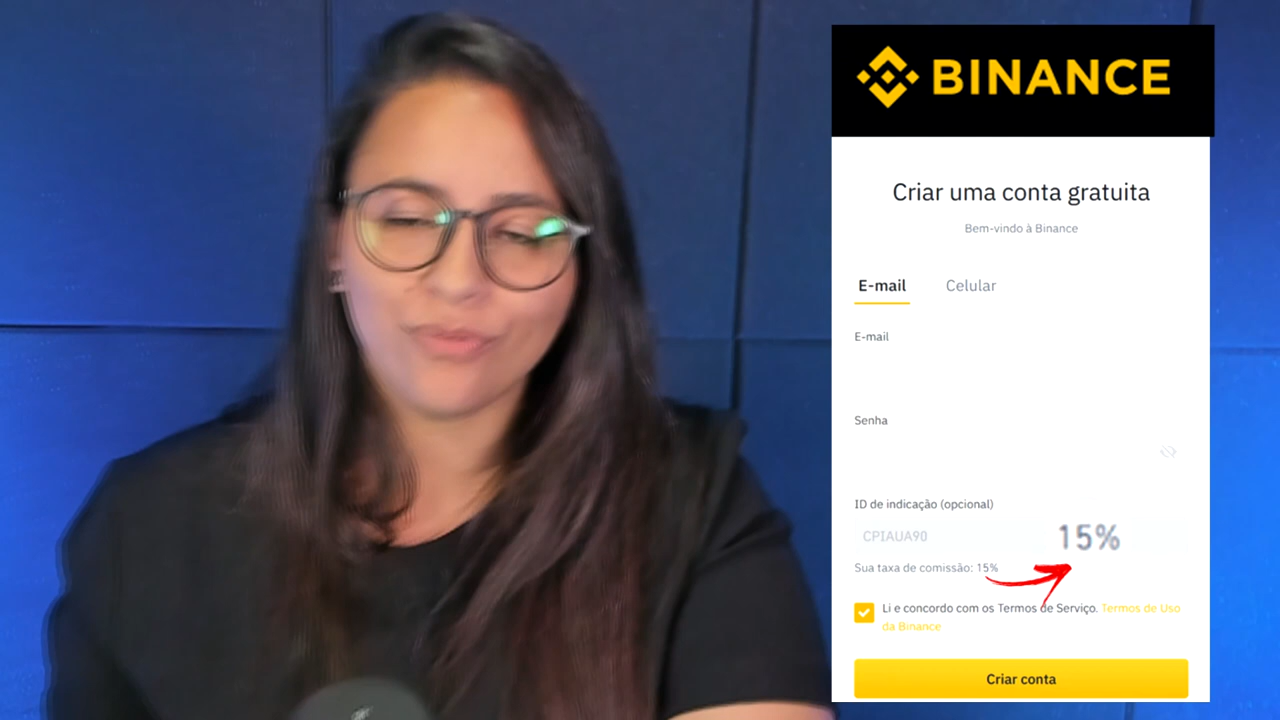 BINANCE
Criar uma conta gratuita
Bem-vindo à Binance
E-mail Celular
E-mail
Senha
ID de indicação (opcional)
CPIAUA90 15%
Sua taxa de comissão: 15%
Li e concordo com os Termos de Serviço. Termos de Uso
da Binance
Criar conta